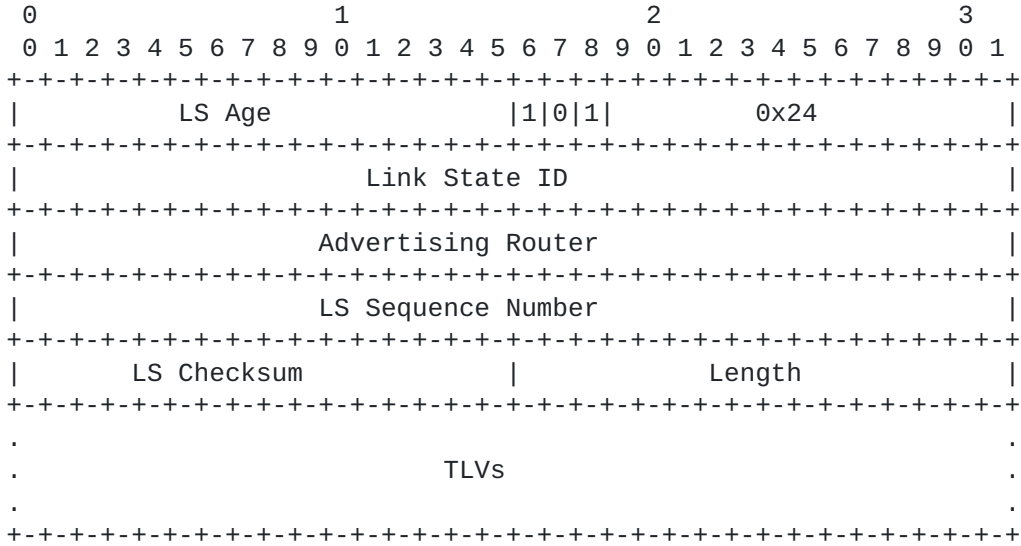 0                   1                   2                   3
 0 1 2 3 4 5 6 7 8 9 0 1 2 3 4 5 6 7 8 9 0 1 2 3 4 5 6 7 8 9 0 1
+-+-+-+-+-+-+-+-+-+-+-+-+-+-+-+-+-+-+-+-+-+-+-+-+-+-+-+-+-+-+-+-+
|          LS Age               |1|0|1|         0x24            |
+-+-+-+-+-+-+-+-+-+-+-+-+-+-+-+-+-+-+-+-+-+-+-+-+-+-+-+-+-+-+-+-+
|                      Link State ID                            |
+-+-+-+-+-+-+-+-+-+-+-+-+-+-+-+-+-+-+-+-+-+-+-+-+-+-+-+-+-+-+-+-+
|                   Advertising Router                          |
+-+-+-+-+-+-+-+-+-+-+-+-+-+-+-+-+-+-+-+-+-+-+-+-+-+-+-+-+-+-+-+-+
|                   LS Sequence Number                          |
+-+-+-+-+-+-+-+-+-+-+-+-+-+-+-+-+-+-+-+-+-+-+-+-+-+-+-+-+-+-+-+-+
|       LS Checksum             |            Length             |
+-+-+-+-+-+-+-+-+-+-+-+-+-+-+-+-+-+-+-+-+-+-+-+-+-+-+-+-+-+-+-+-+
.                                                               .
.                           TLVs                                .
.                                                               .
+-+-+-+-+-+-+-+-+-+-+-+-+-+-+-+-+-+-+-+-+-+-+-+-+-+-+-+-+-+-+-+-+